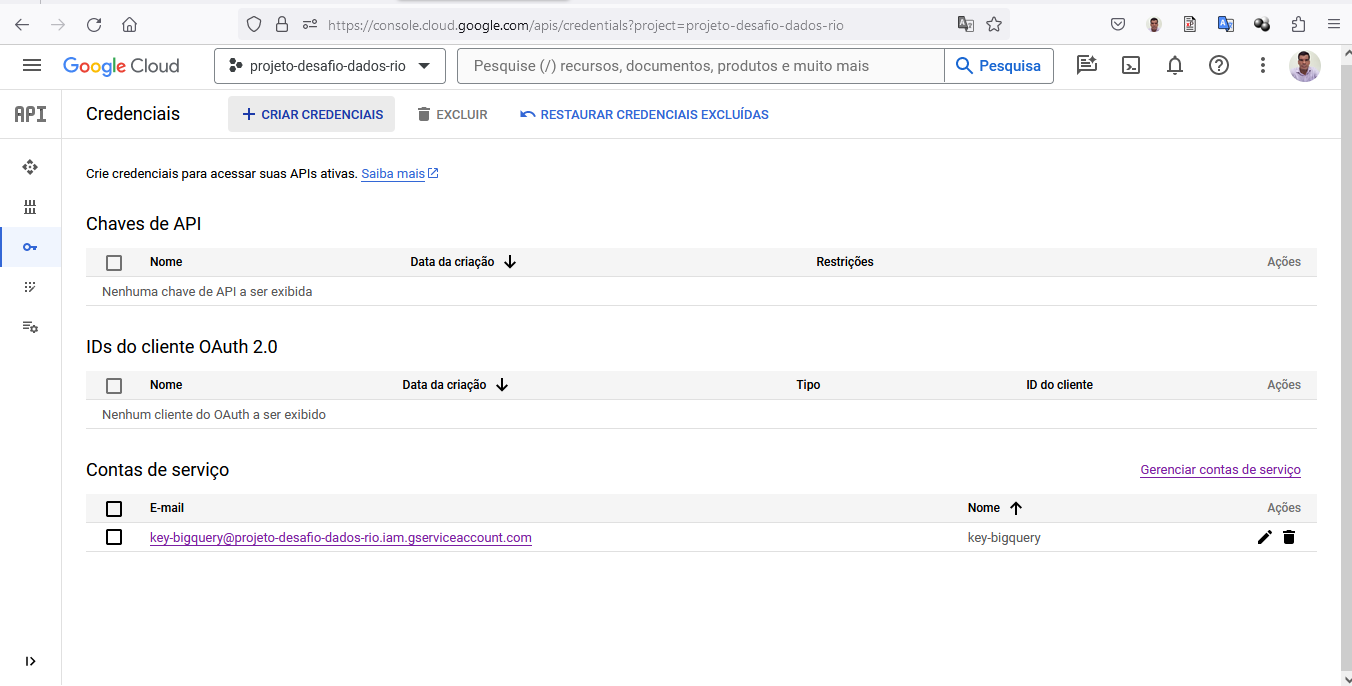 https://console.cloud.google.com/apis/credentials?project=projeto-desafio-dados-rio
Google Cloud
projeto-desafio-dados-rio
Pesquise (/) recursos, documentos, produtos e muito mais
Pesquisa
API
Credenciais
+ CRIAR CREDENCIAIS
EXCLUIR
RESTAURAR CREDENCIAIS EXCLUÍDAS
Crie credenciais para acessar suas APIs ativas. Saiba mais
Chaves de API
Nome Data da criação Restrições Ações
Nenhuma chave de API a ser exibida
IDs do cliente OAuth 2.0
Nome Data da criação Tipo ID do cliente Ações
Nenhum cliente do OAuth a ser exibido
Contas de serviço Gerenciar contas de serviço
E-mail Nome Ações
key-bigquery@projeto-desafio-dados-rio.iam.gserviceaccount.com key-bigquery